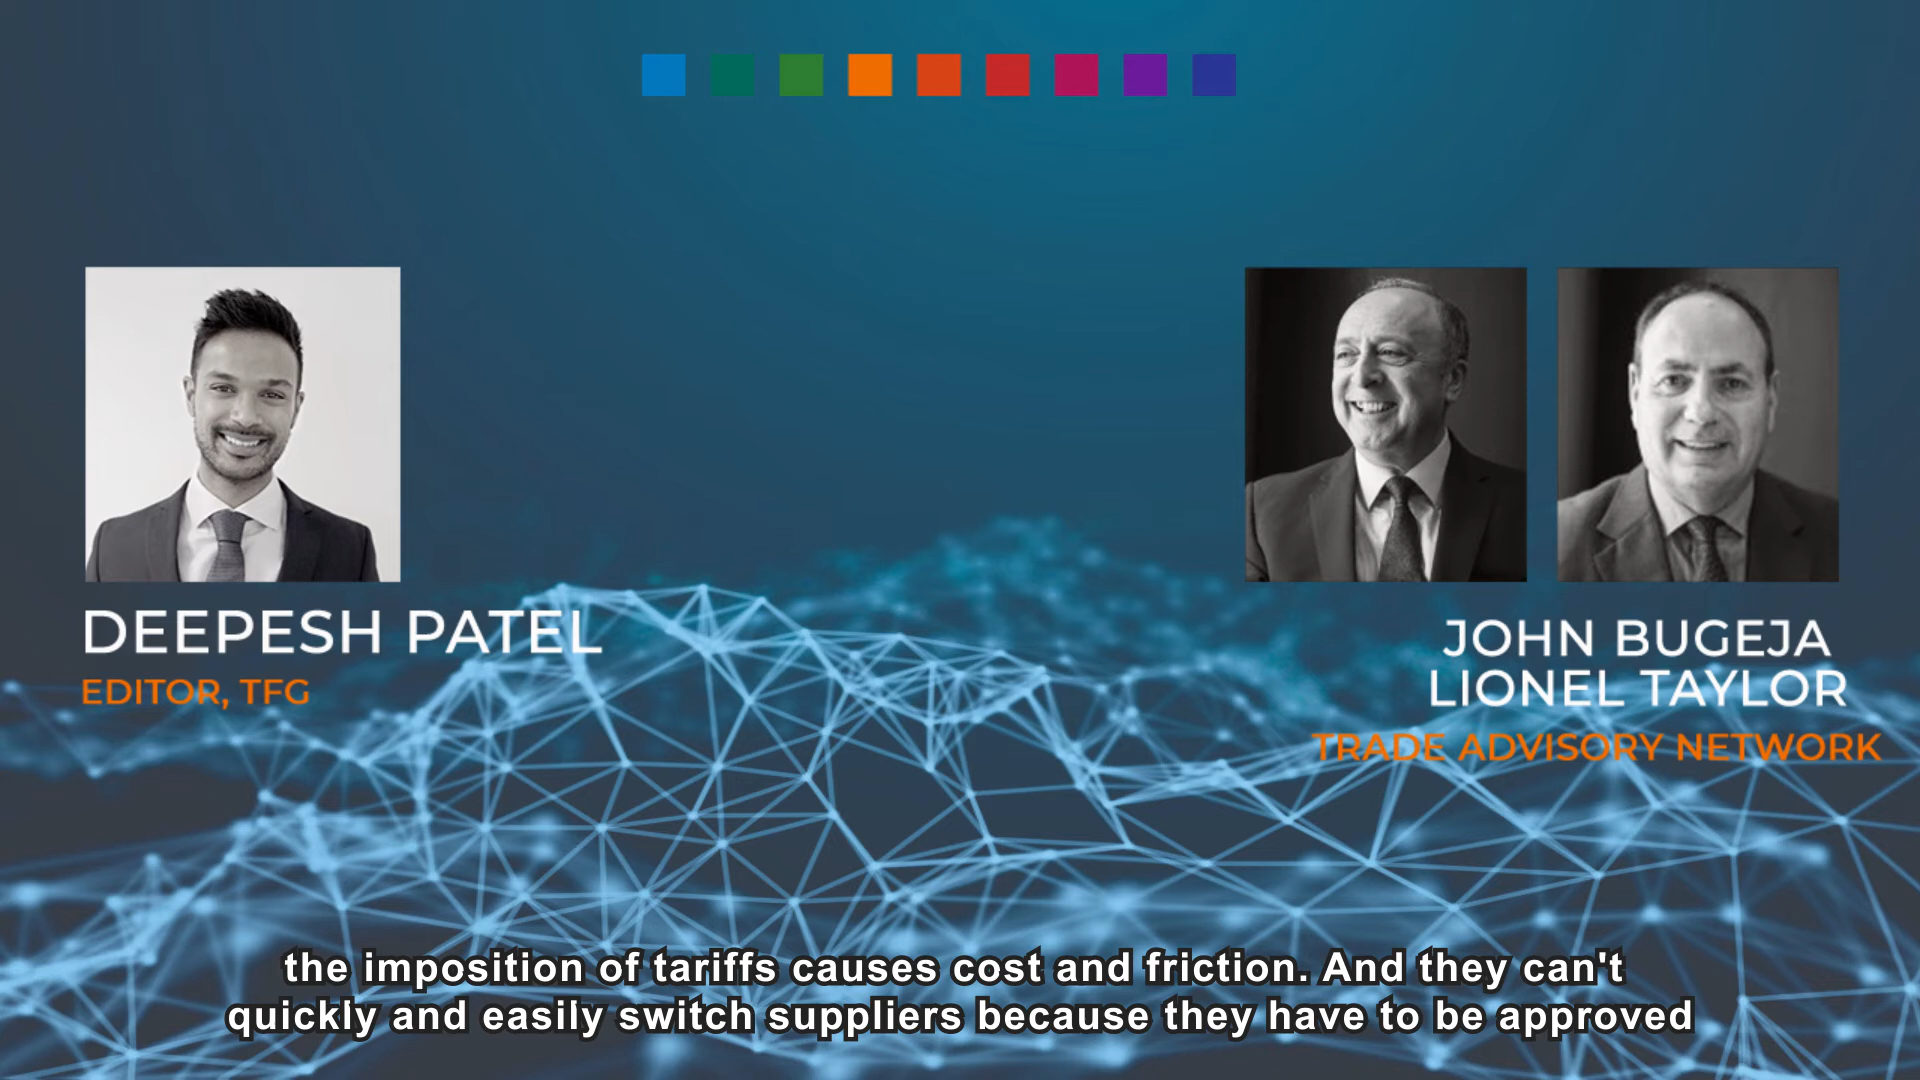 DEEPESH PATEL
EDITOR, TFG
JOHN BUGEJA
LIONEL TAYLOR
TRADE ADVISORY NETWORK
the imposition of tariffs causes cost and friction. And they can't
quickly and easily switch suppliers because they have to be approved